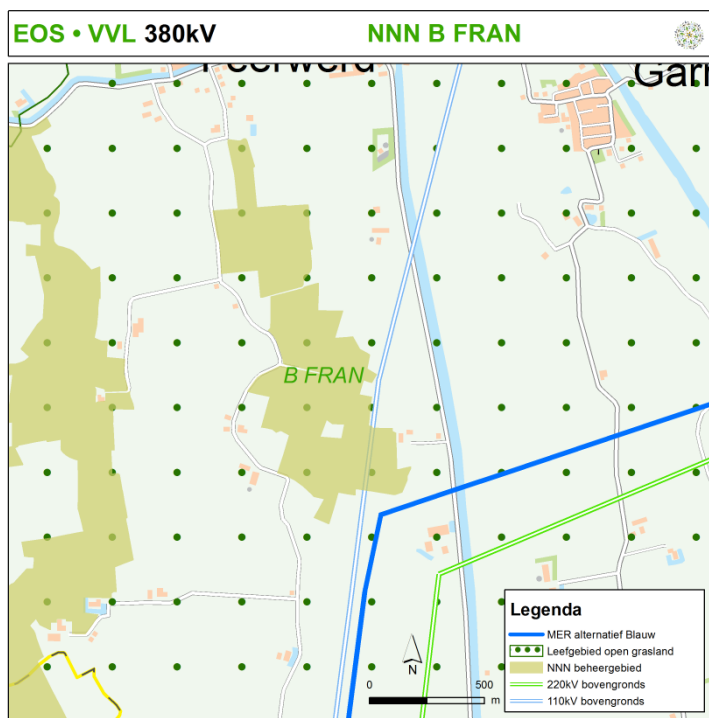 EOS • VVL 380kV NNN B FRAN
B FRAN
Legenda
MER alternatief Blauw
Leefgebied open grasland
NNN beheergebied
220kV bovengronds
110kV bovengronds
N
0 500
m